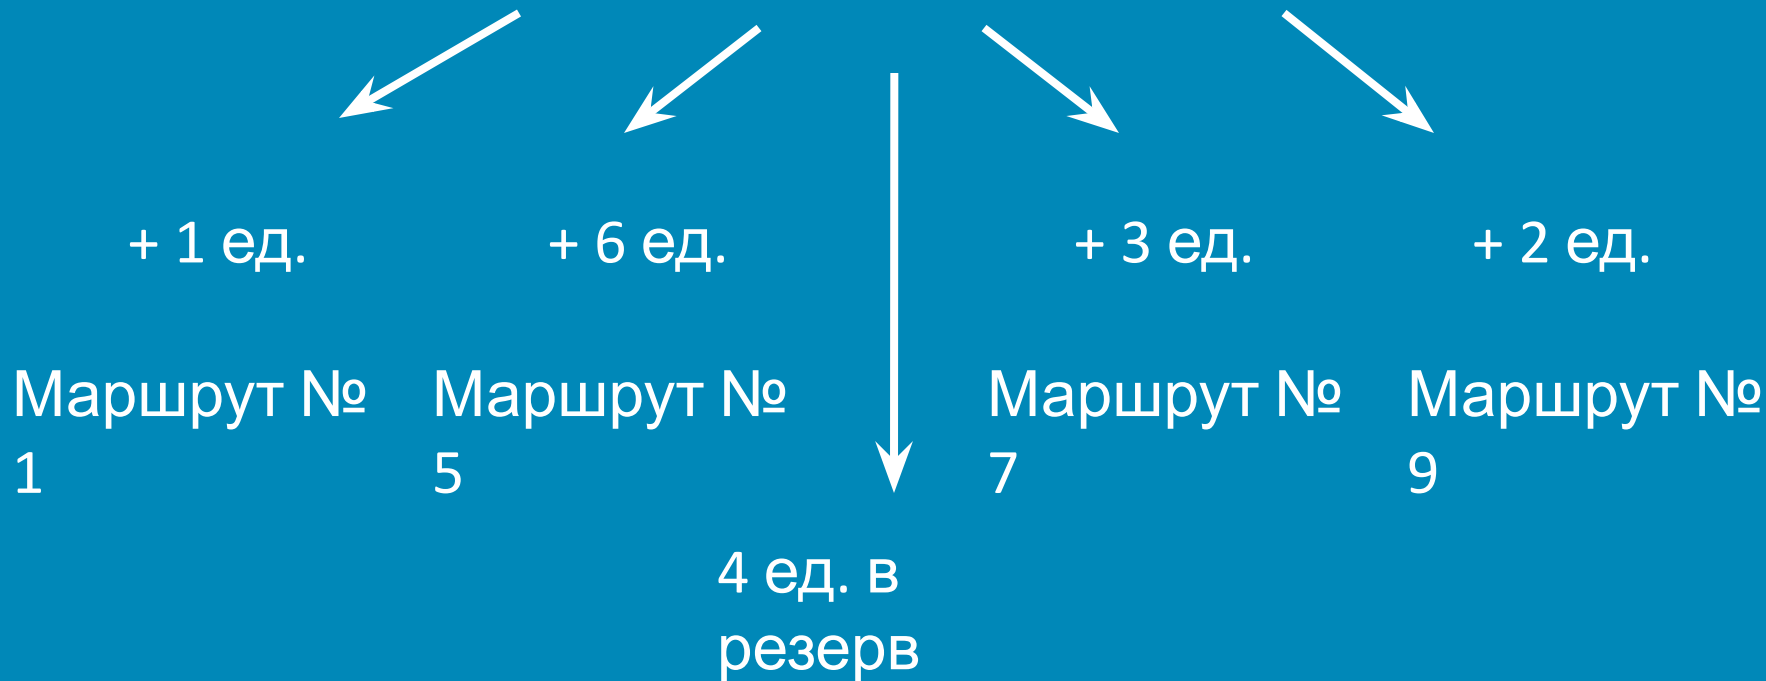 + 1 ед.
+ 6 ед.
+ 3 ед.
+ 2 ед.
Маршрут №
1
Маршрут №
5
Маршрут №
7
Маршрут №
9
4 ед. в
резерв